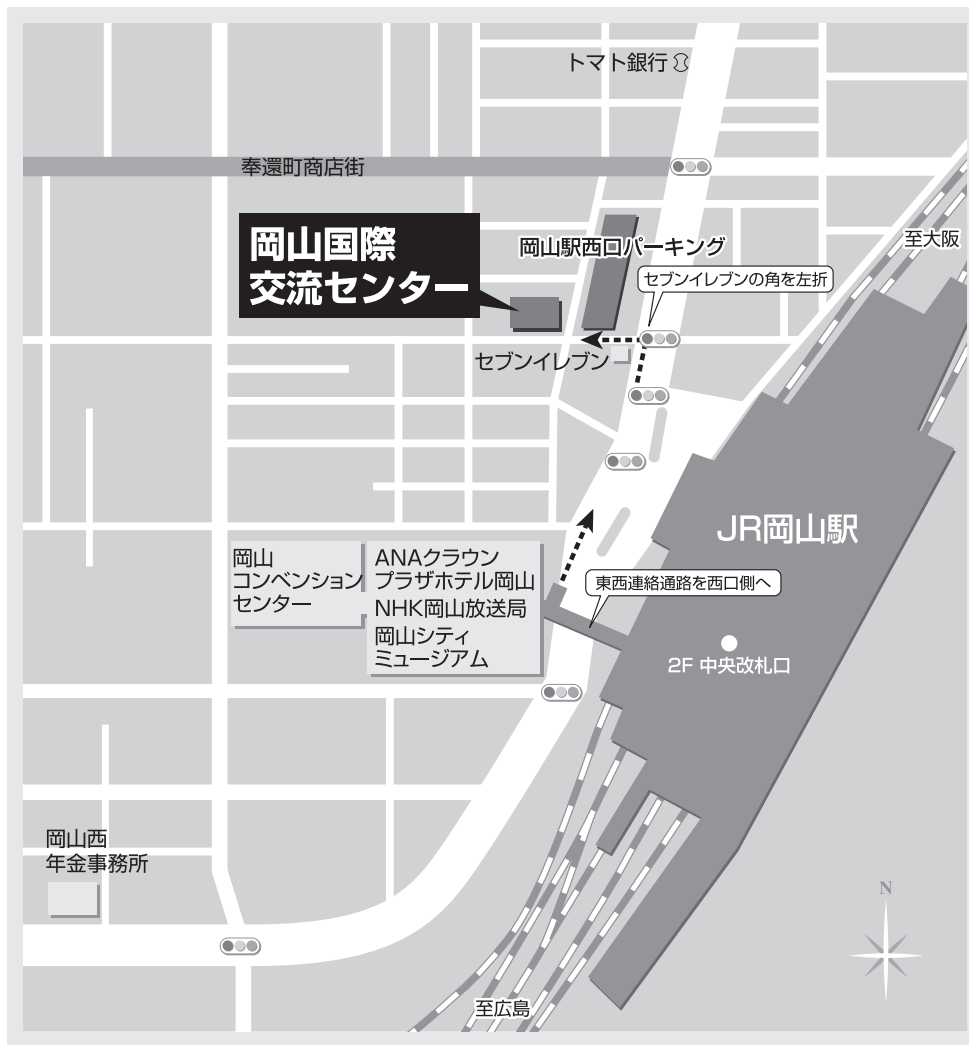 トマト銀行
奉還町商店街
岡山国際
交流センター
岡山駅西口パーキング
至大阪
セブンイレブンの角を左折
セブンイレブン
JR岡山駅
岡山
コンベンション
センター
ANAクラウン
プラザホテル岡山
NHK岡山放送局
岡山シティ
ミュージアム
東西連絡通路を西口側へ
2F 中央改札口
岡山西
年金事務所
N
至広島